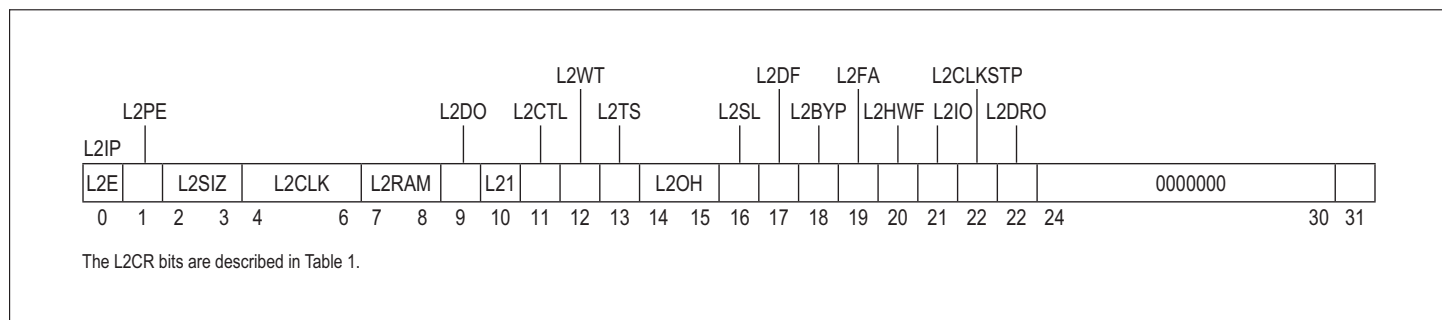 L2WT L2DF L2FA L2CLKSTP
L2PE L2DO L2CTL L2TS L2SL L2BYP L2HWF L2IO L2DRO
L2IP
L2E L2SIZ L2CLK L2RAM L21 L2OH 0000000
0 1 2 3 4 6 7 8 9 10 11 12 13 14 15 16 17 18 19 20 21 22 22 24 30 31
The L2CR bits are described in Table 1.